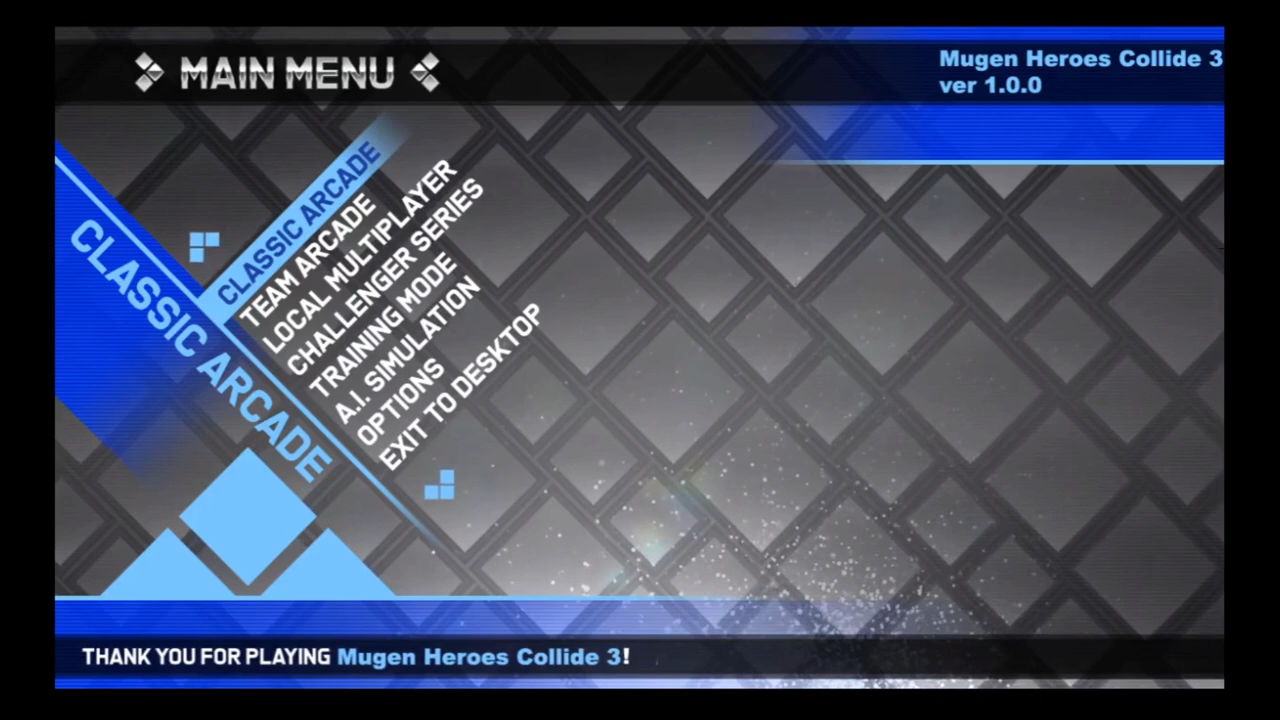 MAIN MENU
Mugen Heroes Collide 3
ver 1.0.0
CLASSIC ARCADE
CLASSIC ARCADE
TEAM ARCADE
LOCAL MULTIPLAYER
CHALLENGER SERIES
TRAINING MODE
A.I. SIMULATION
OPTIONS
EXIT TO DESKTOP
THANK YOU FOR PLAYING Mugen Heroes Collide 3!